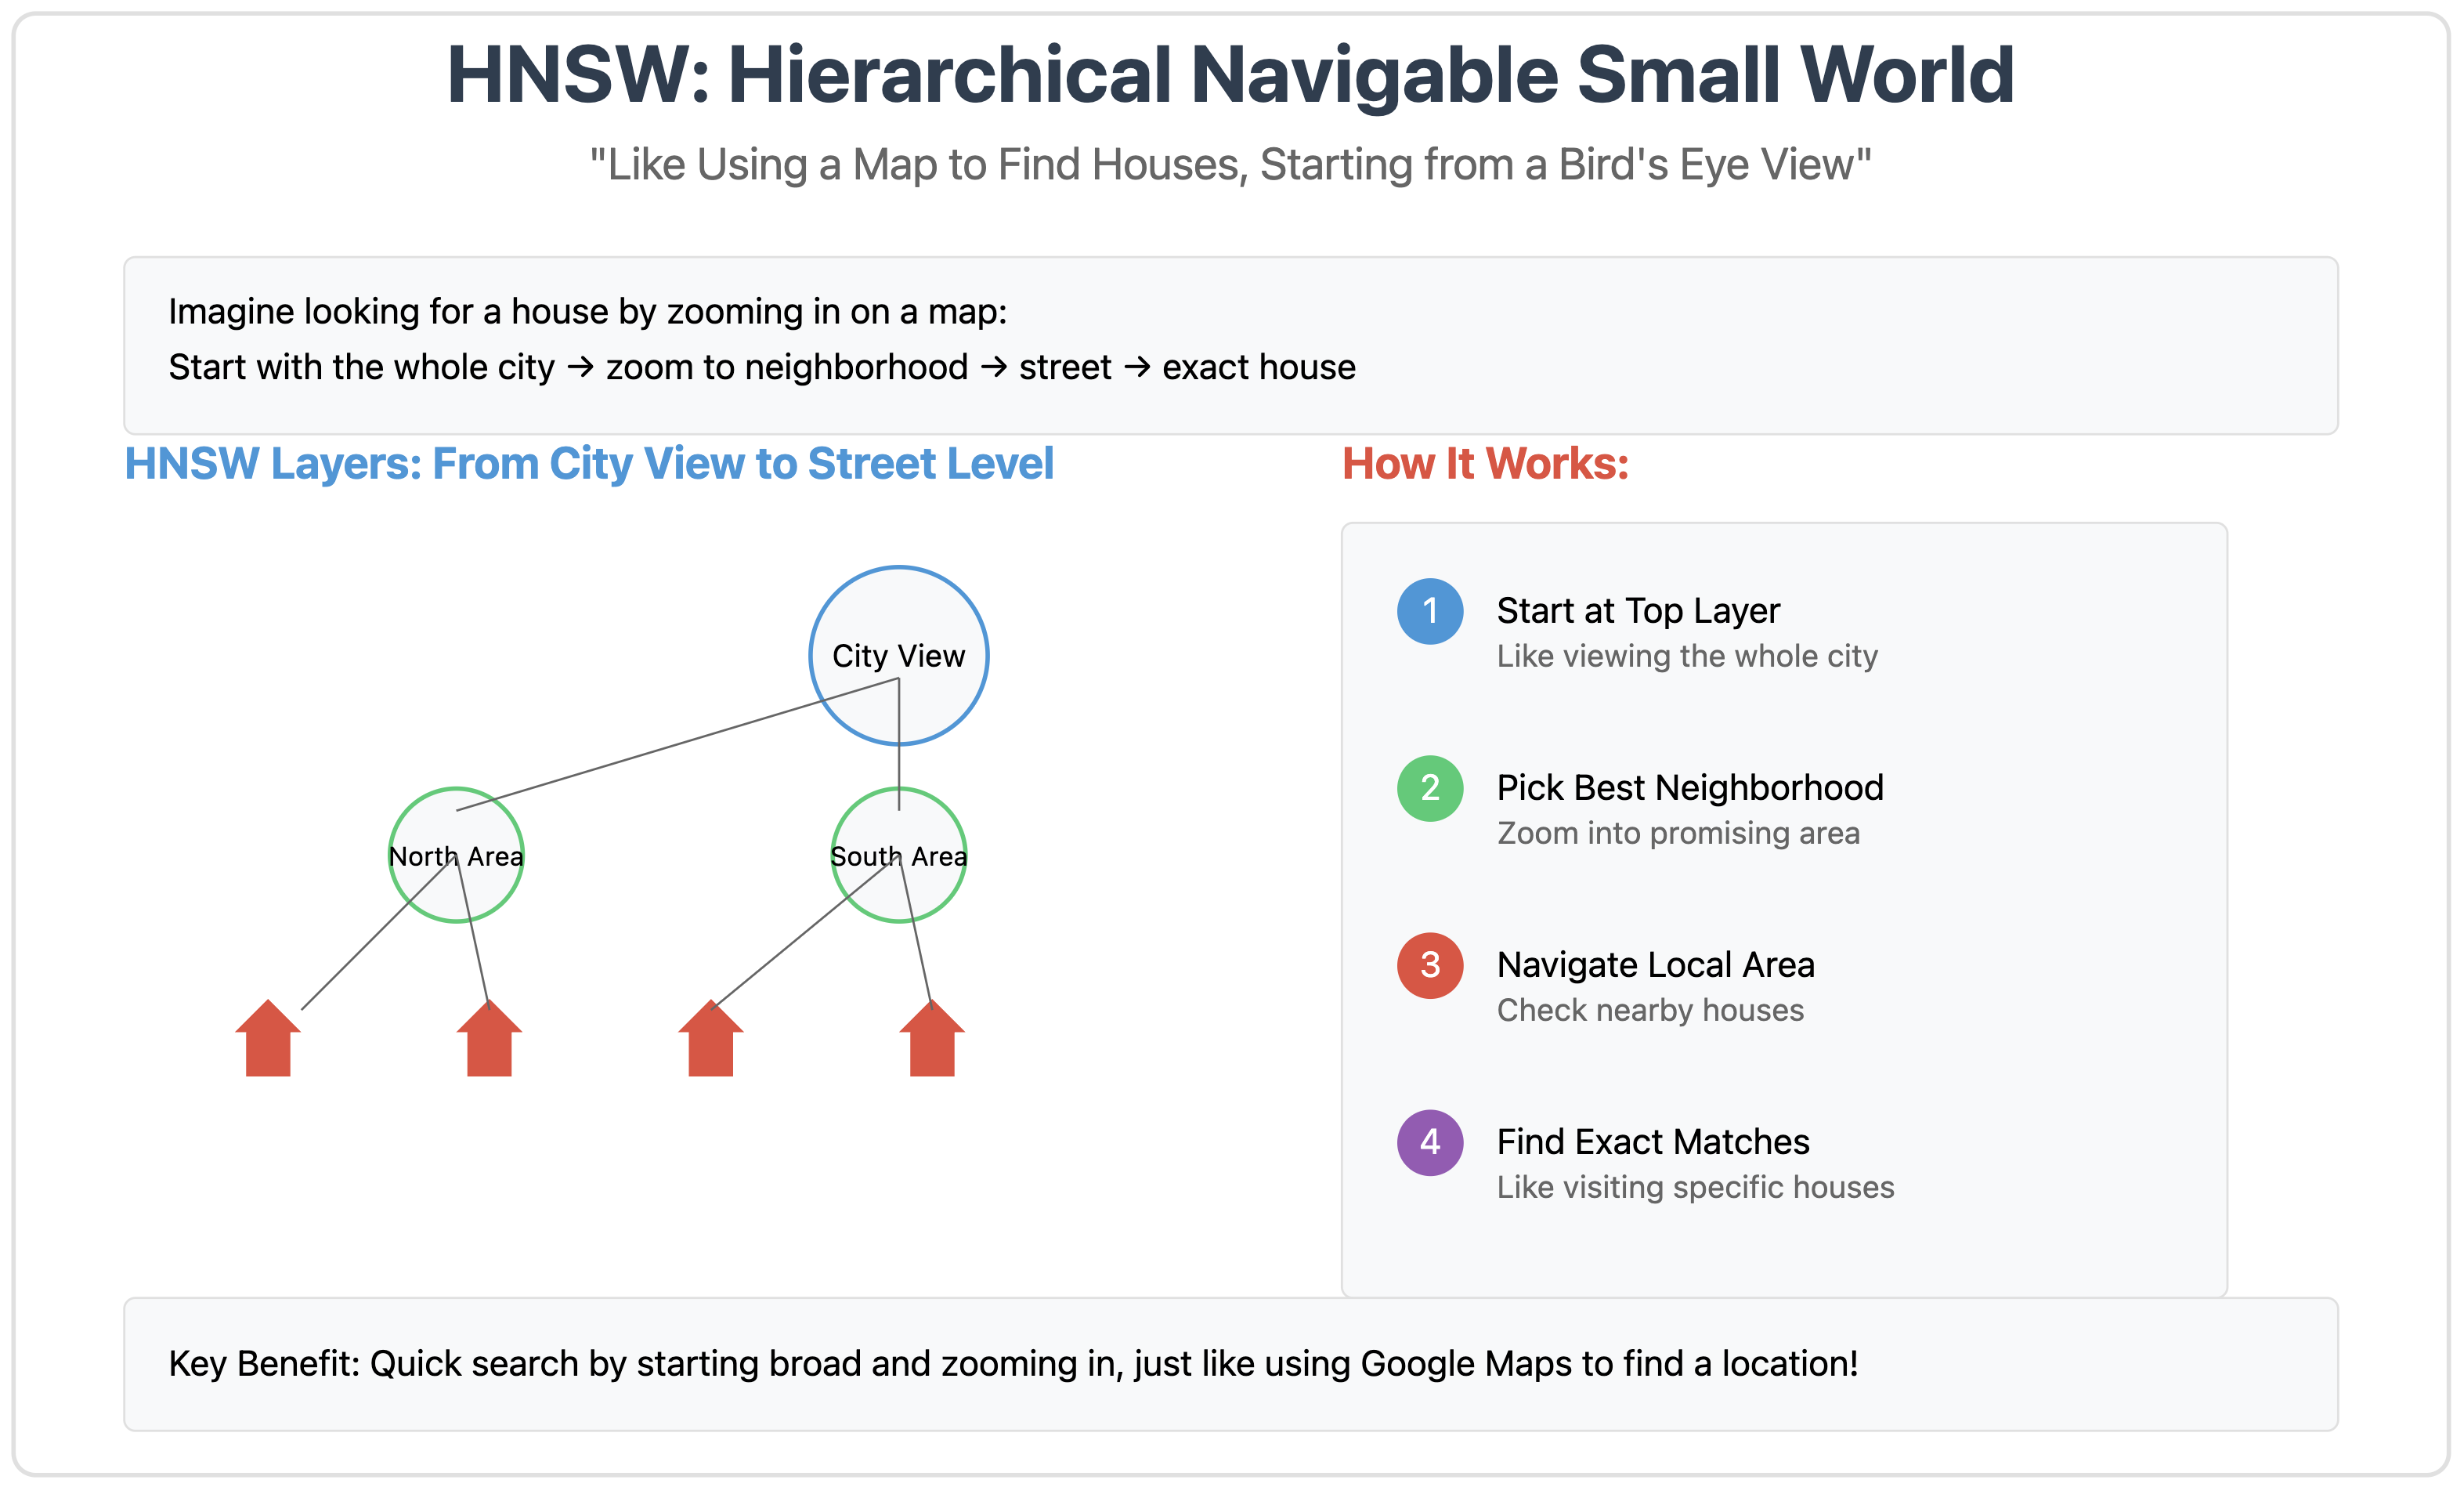 HNSW: Hierarchical Navigable Small World
"Like Using a Map to Find Houses, Starting from a Bird's Eye View"
Imagine looking for a house by zooming in on a map:
Start with the whole city → zoom to neighborhood → street → exact house
HNSW Layers: From City View to Street Level
City View
North Area
South Area
How It Works:
1
Start at Top Layer
Like viewing the whole city
2
Pick Best Neighborhood
Zoom into promising area
3
Navigate Local Area
Check nearby houses
4
Find Exact Matches
Like visiting specific houses
Key Benefit: Quick search by starting broad and zooming in, just like using Google Maps to find a location!